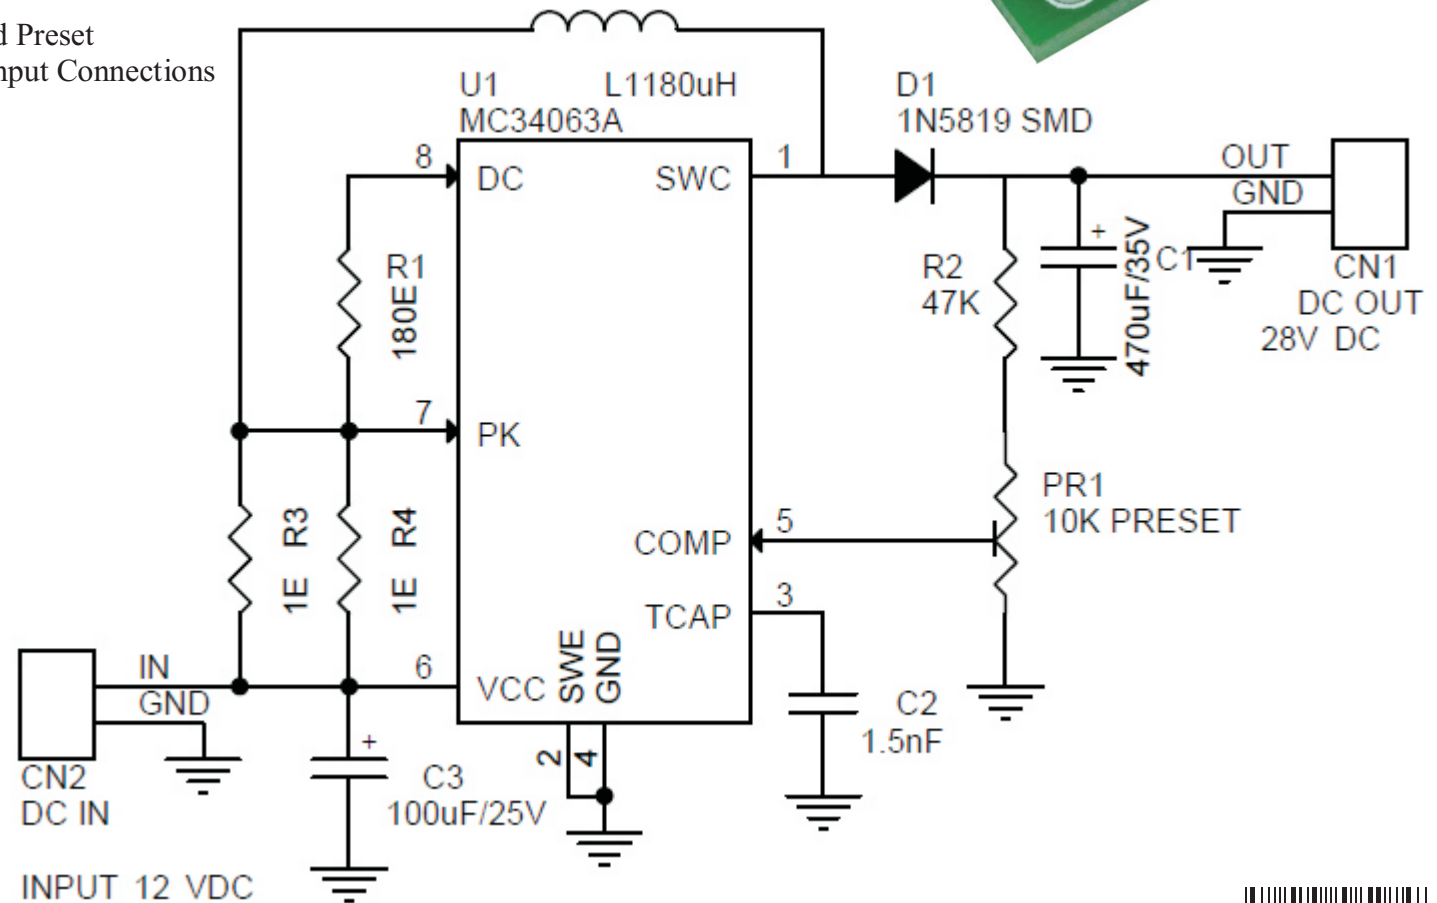 d Preset
nput Connections
U1
MC34063A
L1180uH
D1
1N5819 SMD
8
DC
SWC
1
OUT
GND
CN1
DC OUT
28V DC
R1
180E
R2
47K
+
470uF/35V
C1
7
PK
PR1
10K PRESET
R3
1E
R4
1E
COMP
5
TCAP
3
IN
GND
6
VCC
SWE
GND
2
4
C2
1.5nF
CN2
DC IN
+
C3
100uF/25V
INPUT 12 VDC